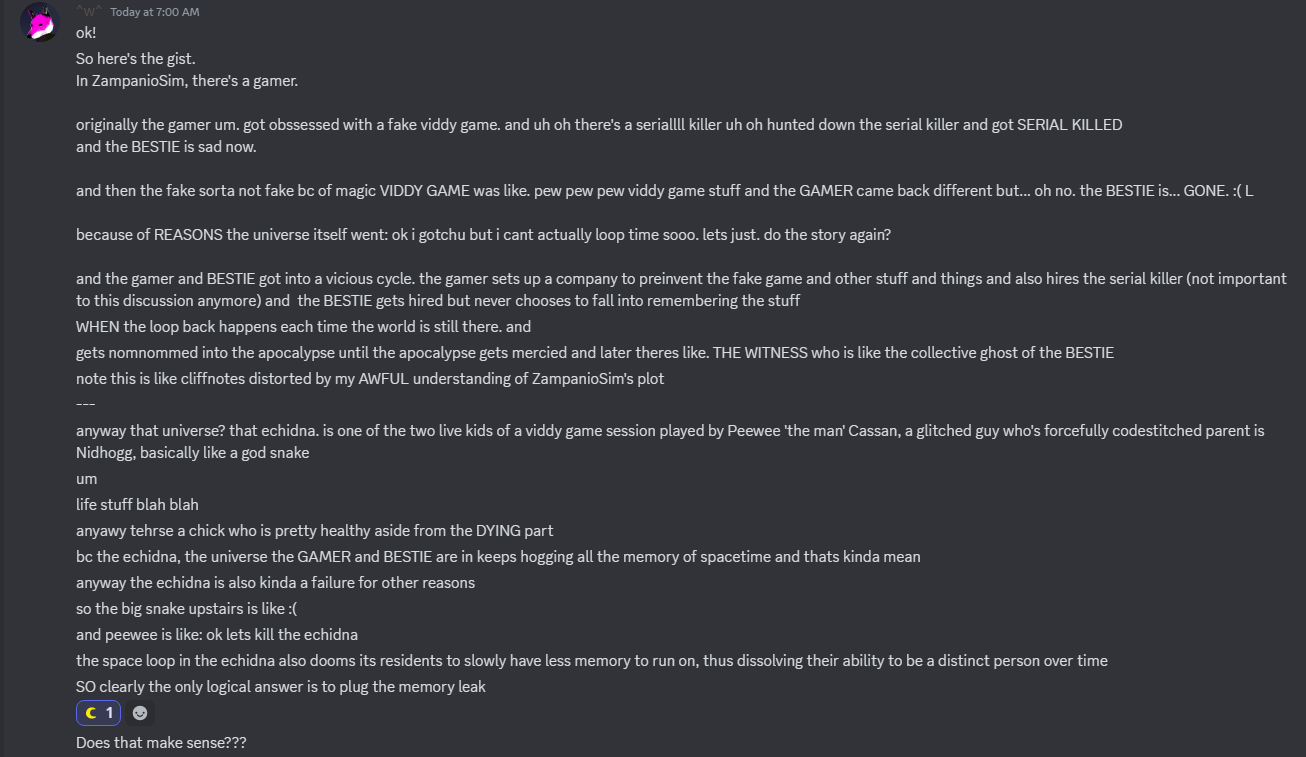 ^w^ Today at 7:00 AM
ok!
So here's the gist.
In ZampanioSim, there's a gamer.
originally the gamer um. got obssessed with a fake viddy game. and uh oh there's a seriallll killer uh oh hunted down the serial killer and got SERIAL KILLED
and the BESTIE is sad now.
and then the fake sorta not fake bc of magic VIDDY GAME was like. pew pew pew viddy game stuff and the GAMER came back different but... oh no. the BESTIE is... GONE. :( L
because of REASONS the universe itself went: ok i gotchu but i cant actually loop time sooo. lets just. do the story again?
and the gamer and BESTIE got into a vicious cycle. the gamer sets up a company to preinvent the fake game and other stuff and things and also hires the serial killer (not important
to this discussion anymore) and the BESTIE gets hired but never chooses to fall into remembering the stuff
WHEN the loop back happens each time the world is still there. and
gets nomnommed into the apocalypse until the apocalypse gets mercied and later theres like. THE WITNESS who is like the collective ghost of the BESTIE
note this is like cliffnotes distorted by my AWFUL understanding of ZampanioSim's plot
---
anyway that universe? that echidna. is one of the two live kids of a viddy game session played by Peewee 'the man' Cassan, a glitched guy who's forcefully codestitched parent is
Nidhogg, basically like a god snake
um
life stuff blah blah
anyawy tehrse a chick who is pretty healthy aside from the DYING part
bc the echidna, the universe the GAMER and BESTIE are in keeps hogging all the memory of spacetime and thats kinda mean
anyway the echidna is also kinda a failure for other reasons
so the big snake upstairs is like :(
and peewee is like: ok lets kill the echidna
the space loop in the echidna also dooms its residents to slowly have less memory to run on, thus dissolving their ability to be a distinct person over time
SO clearly the only logical answer is to plug the memory leak
1
Does that make sense???